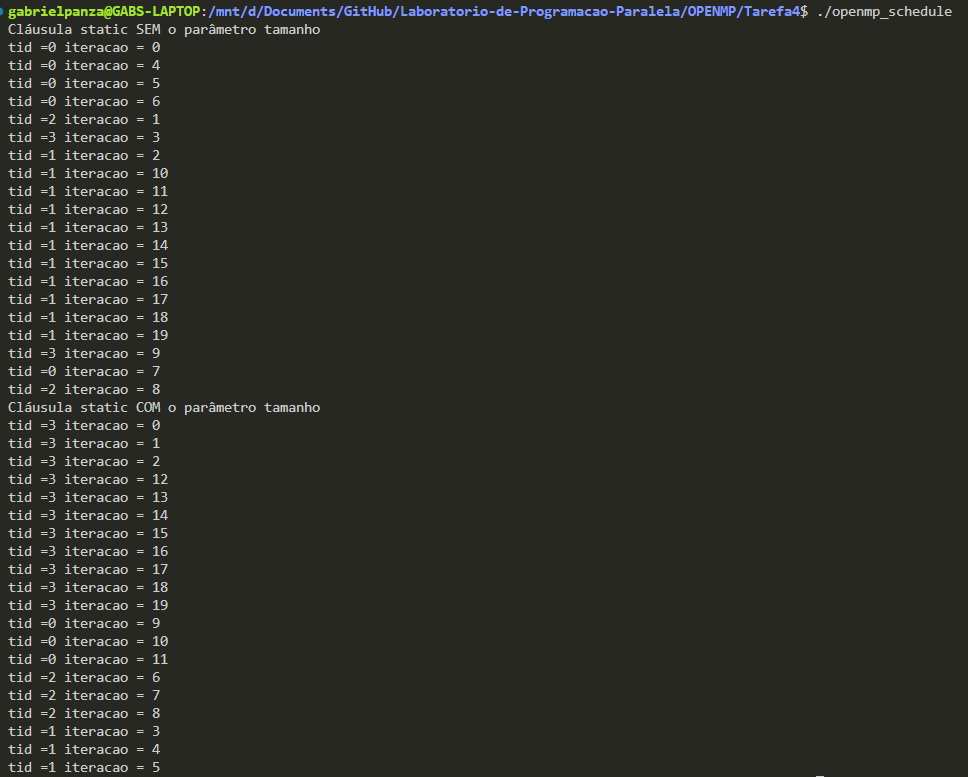 gabrielpanza@GABS-LAPTOP:/mnt/d/Documents/GitHub/Laboratorio-de-Programacao-Paralela/OPENMP/Tarefa4$ ./openmp_schedule
Cláusula static SEM o parâmetro tamanho
tid =0 iteracao = 0
tid =0 iteracao = 4
tid =0 iteracao = 5
tid =0 iteracao = 6
tid =2 iteracao = 1
tid =3 iteracao = 3
tid =1 iteracao = 2
tid =1 iteracao = 10
tid =1 iteracao = 11
tid =1 iteracao = 12
tid =1 iteracao = 13
tid =1 iteracao = 14
tid =1 iteracao = 15
tid =1 iteracao = 16
tid =1 iteracao = 17
tid =1 iteracao = 18
tid =1 iteracao = 19
tid =3 iteracao = 9
tid =0 iteracao = 7
tid =2 iteracao = 8
Cláusula static COM o parâmetro tamanho
tid =3 iteracao = 0
tid =3 iteracao = 1
tid =3 iteracao = 2
tid =3 iteracao = 12
tid =3 iteracao = 13
tid =3 iteracao = 14
tid =3 iteracao = 15
tid =3 iteracao = 16
tid =3 iteracao = 17
tid =3 iteracao = 18
tid =3 iteracao = 19
tid =0 iteracao = 9
tid =0 iteracao = 10
tid =0 iteracao = 11
tid =2 iteracao = 6
tid =2 iteracao = 7
tid =2 iteracao = 8
tid =1 iteracao = 3
tid =1 iteracao = 4
tid =1 iteracao = 5